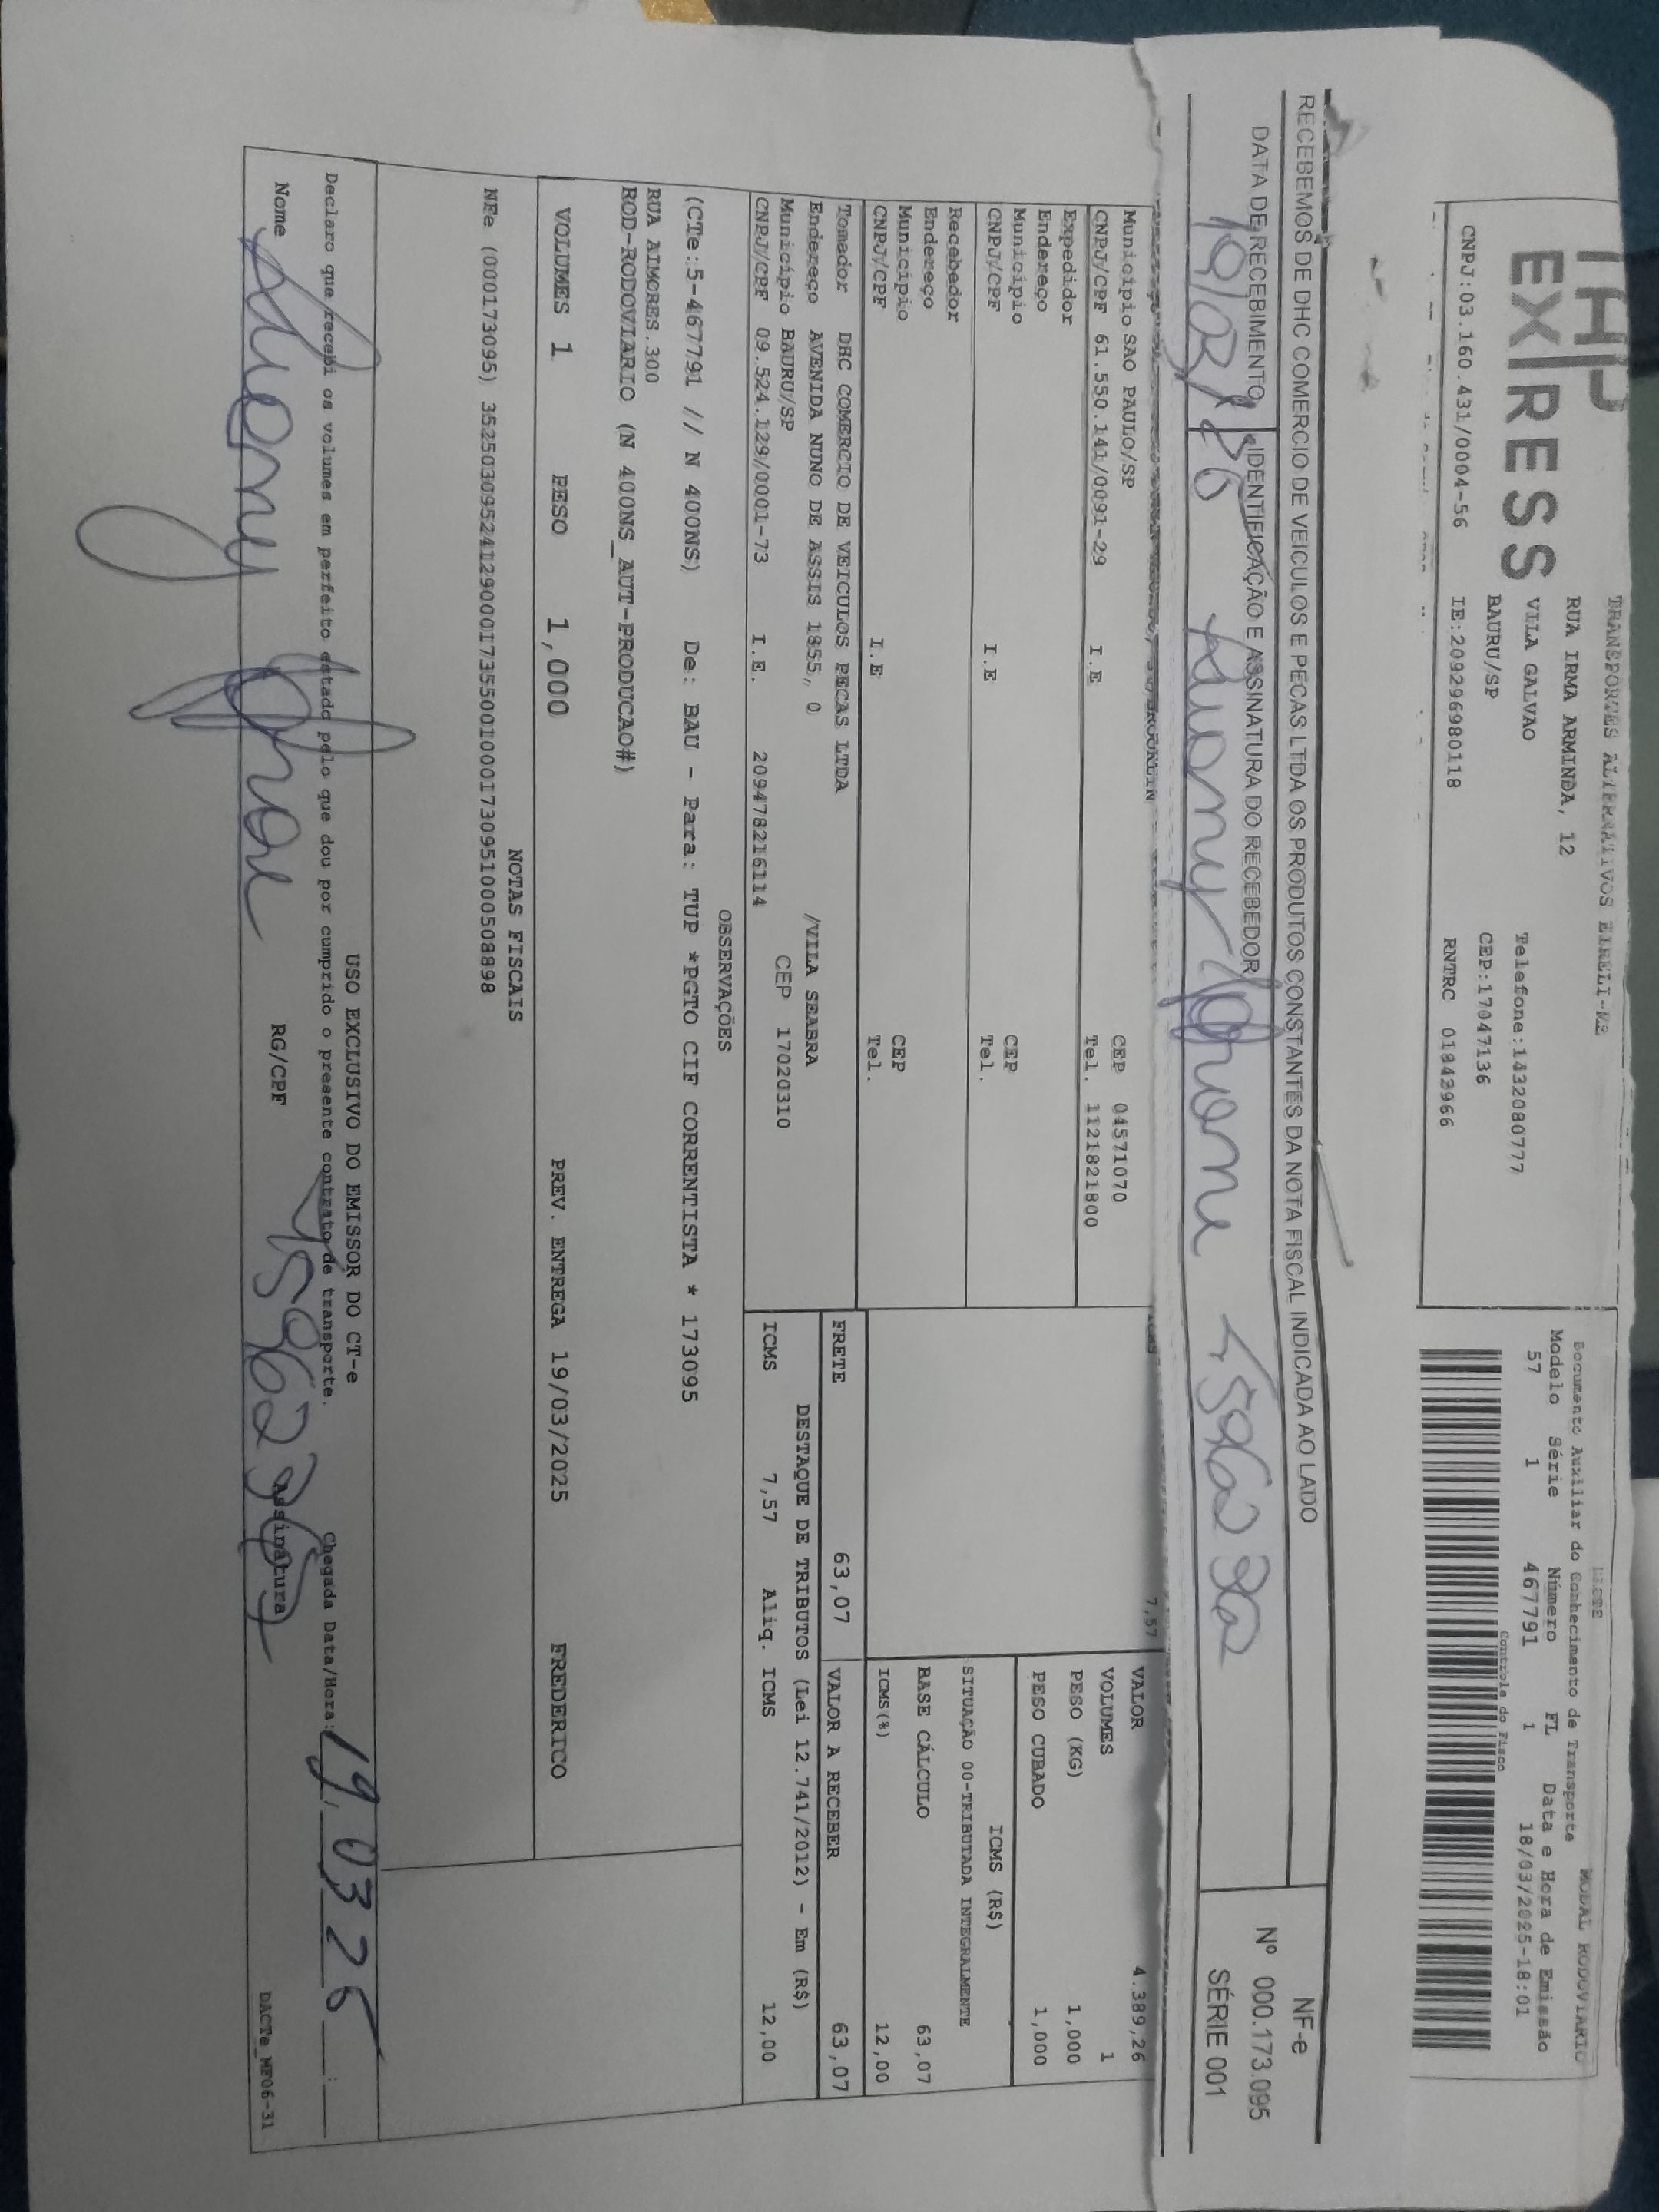 THP
EX/RESS
TRANSPORTES ALTERNATIVOS EIRELI-ME
RUA IRMA ARMINDA, 12
VILA GALVAO Telefone:1432080777
BAURU/SP CEP:17047136
CNPJ:03.160.431/0004-56 IE:209296980118 RNTRC 01842966
DACTE MODAL RODOVIARIO
Documento Auxiliar do Conhecimento de Transporte
Modelo Série Número FL Data e Hora de Emissão
57 1 467791 1 18/03/2025-18:01
Controle do Fisco
RECEBEMOS DE DHC COMERCIO DE VEICULOS E PECAS LTDA OS PRODUTOS CONSTANTES DA NOTA FISCAL INDICADA AO LADO
DATA DE RECEBIMENTO IDENTIFICAÇÃO E ASSINATURA DO RECEBEDOR
NF-e
Nº 000.173.095
SÉRIE 001
7,57
Município SAO PAULO/SP CEP 04571070
CNPJ/CPF 61.550.141/0091-29 I.E Tel. 1121821800
Expedidor
Endereço
Município CEP
CNPJ/CPF I.E Tel.
Recebedor
Endereço
Município CEP
CNPJ/CPF I.E Tel.
VALOR 4.389,26
VOLUMES 1
PESO (KG) 1,000
PESO CUBADO 1,000
ICMS (R$)
SITUAÇÃO 00-TRIBUTADA INTEGRALMENTE
BASE CÁLCULO 63,07
ICMS(%) 12,00
Tomador DHC COMERCIO DE VEICULOS PECAS LTDA
Endereço AVENIDA NUNO DE ASSIS 1855, 0 /VILA SEABRA
Município BAURU/SP CEP 17020310
CNPJ/CPF 09.524.129/0001-73 I.E. 209478216114
FRETE 63,07 VALOR A RECEBER 63,07
DESTAQUE DE TRIBUTOS (Lei 12.741/2012) - Em (R$)
ICMS 7,57 Aliq. ICMS 12,00
OBSERVAÇÕES
(CTe:5-467791 // N 400NS) De: BAU - Para: TUP *PGTO CIF CORRENTISTA * 173095
RUA AIMORES.300
ROD-RODOVIARIO (N 400NS_AUT-PRODUCAO#)
VOLUMES 1 PESO 1,000 PREV. ENTREGA 19/03/2025 FREDERICO
NOTAS FISCAIS
NFe (000173095) 35250309524129000173550010001730951000508898
USO EXCLUSIVO DO EMISSOR DO CT-e
Declaro que recebi os volumes em perfeito estado pelo que dou por cumprido o presente contrato de transporte. Chegada Data/Hora: 19 03 25
Nome RG/CPF Assinatura
DACTe_MF06-31